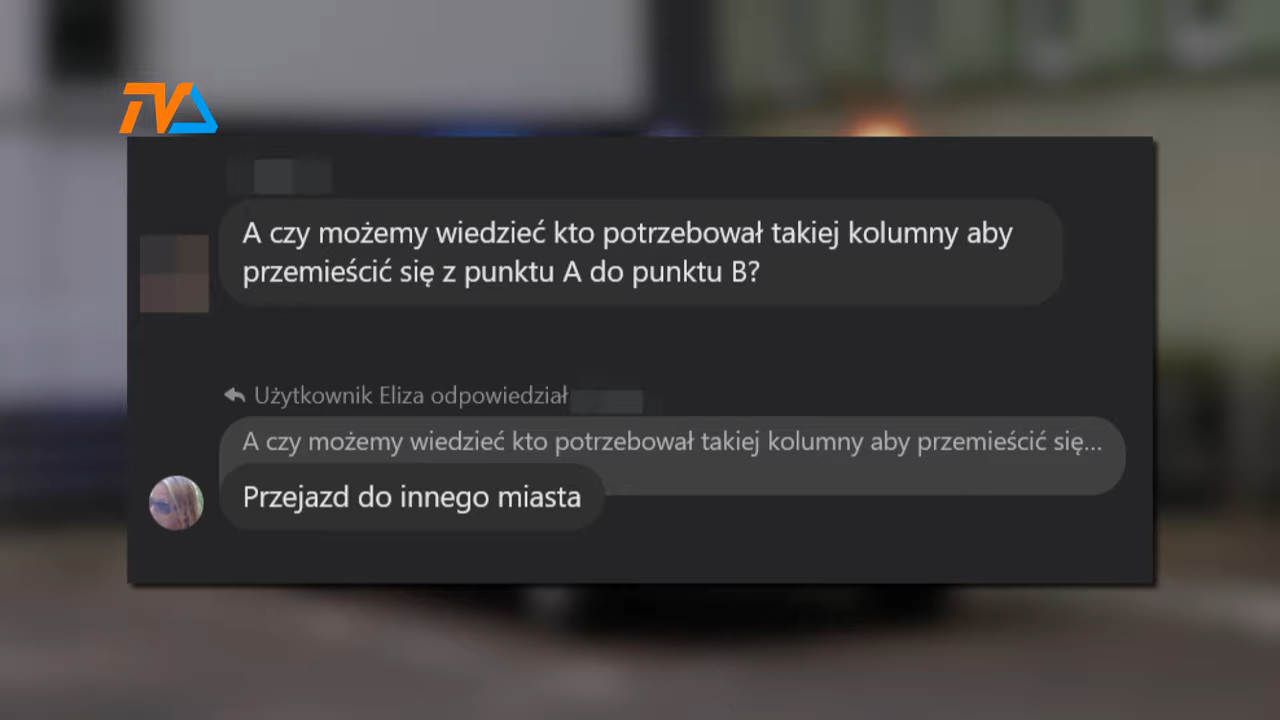 TVA
A czy możemy wiedzieć kto potrzebował takiej kolumny aby
przemieścić się z punktu A do punktu B?
Użytkownik Eliza odpowiedział
A czy możemy wiedzieć kto potrzebował takiej kolumny aby przemieścić się...
Przejazd do innego miasta